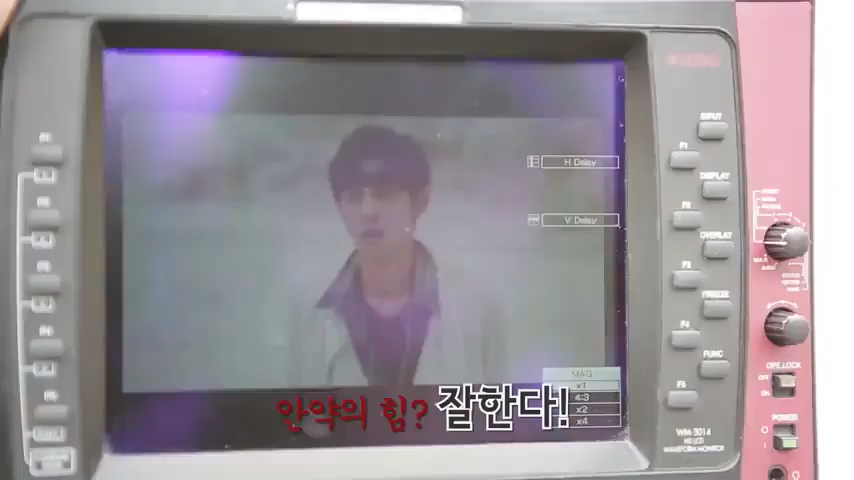 INPUT
F1
DISPLAY
H Delay
F2
V Delay
OVERLAY
F3
FREEZE
F4
FUNC
MAG
x1
4:3
x2
x4
F5
안약의 힘? 잘한다!
OPE.LOCK
OFF
ON
POWER
WM-3014
HD LCD
WAVEFORM MONITOR